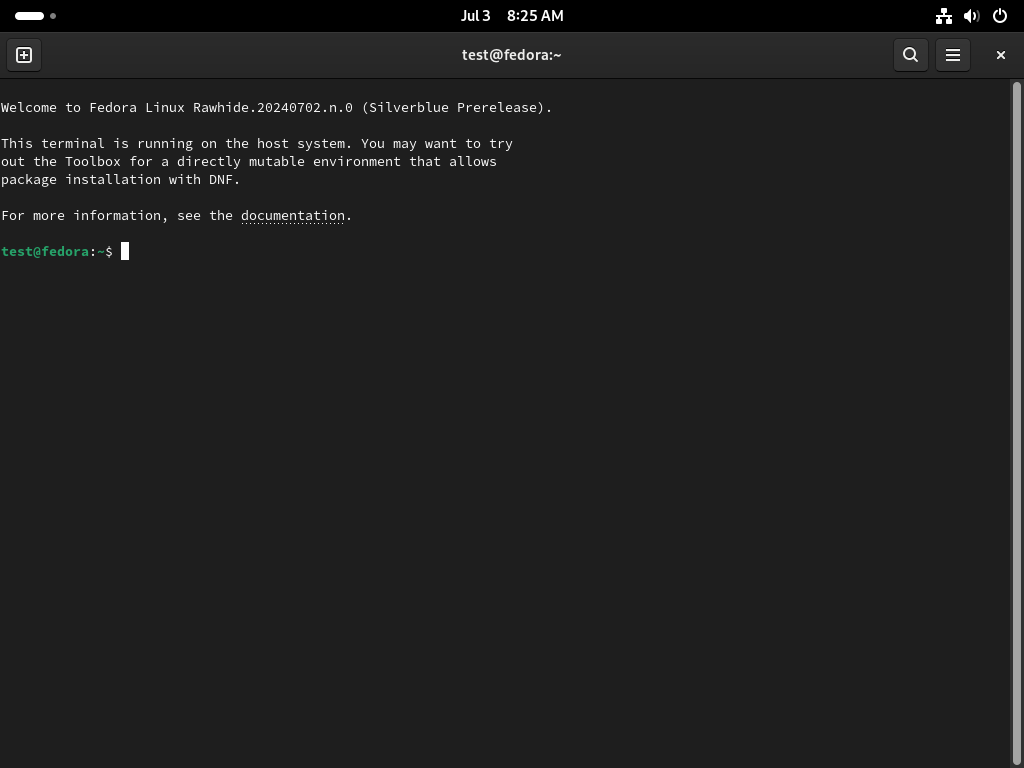 Jul 3 8:25 AM
test@fedora:~
Welcome to Fedora Linux Rawhide.20240702.n.0 (Silverblue Prerelease).
This terminal is running on the host system. You may want to try
out the Toolbox for a directly mutable environment that allows
package installation with DNF.
For more information, see the documentation.
test@fedora:~$